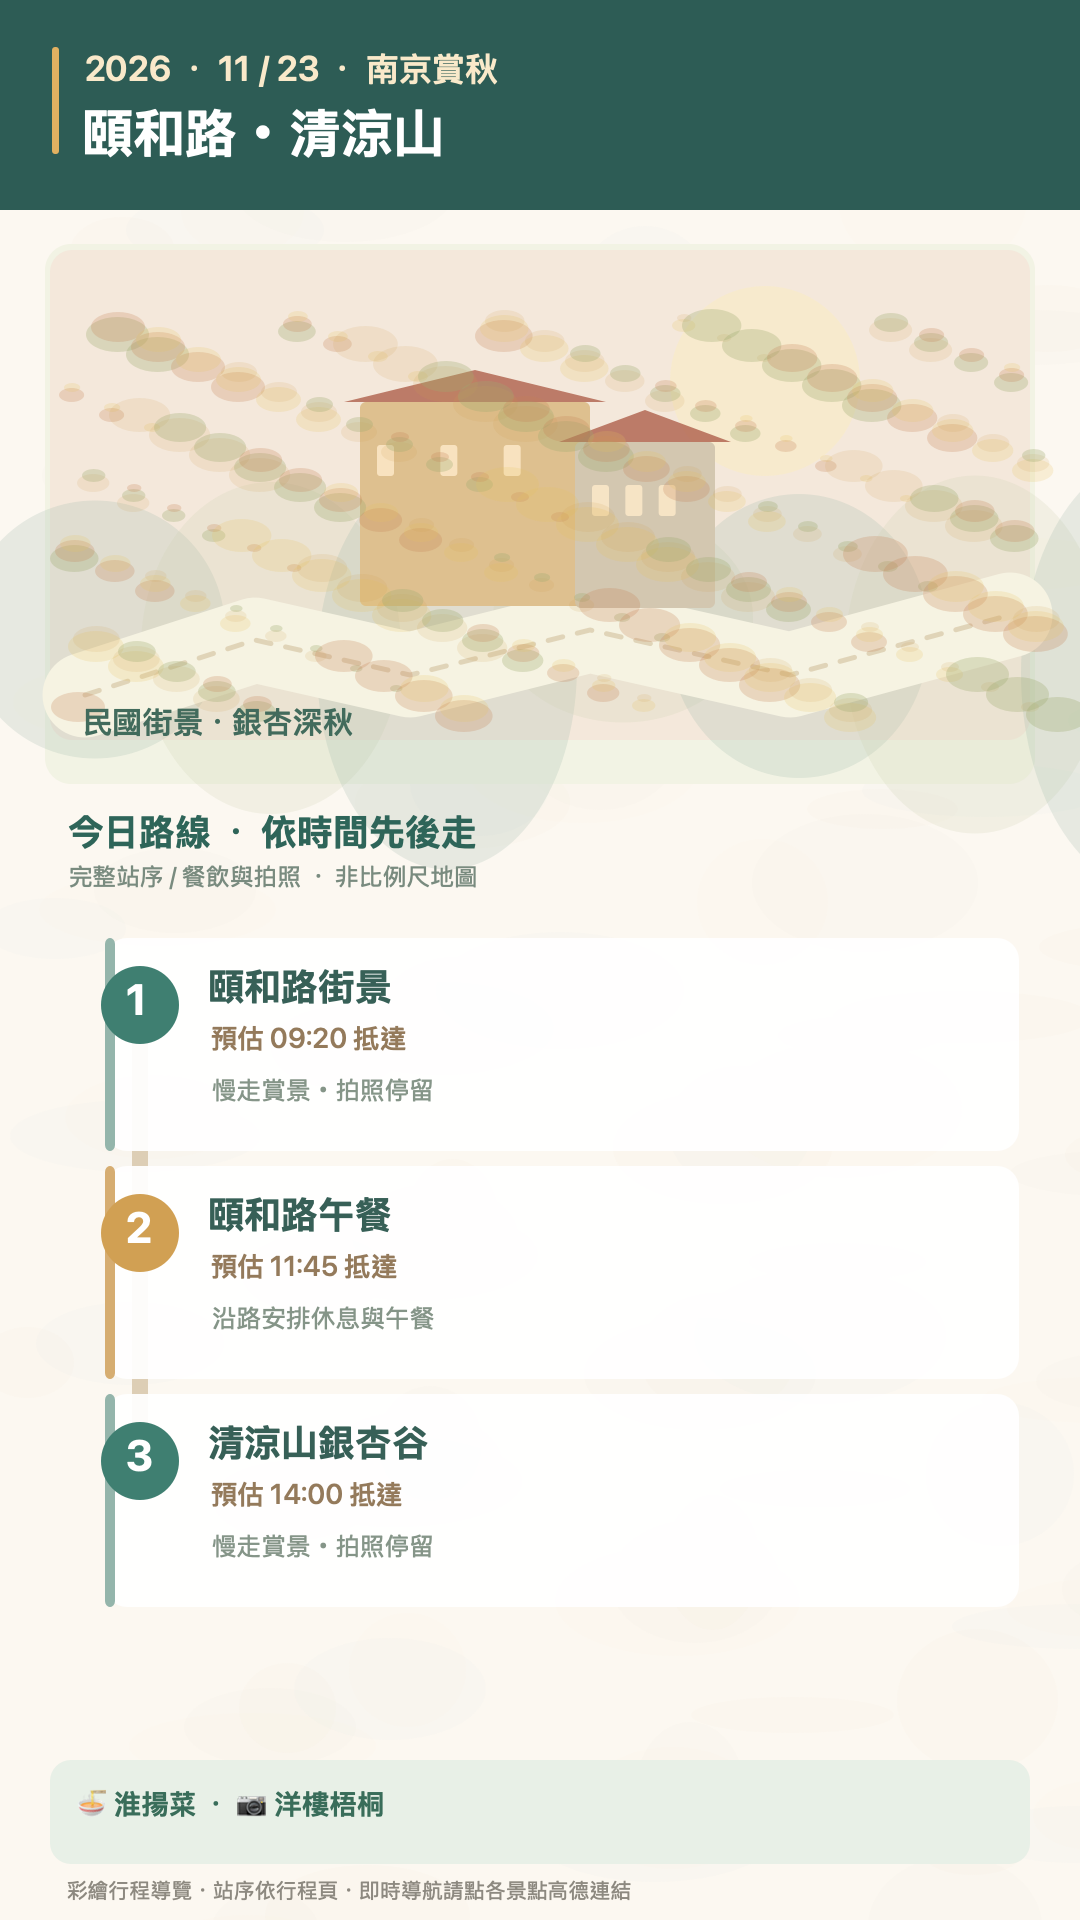 2026 · 11 / 23 · 南京賞秋
頤和路・清涼山
民國街景 · 銀杏深秋
今日路線 · 依時間先後走
完整站序 / 餐飲與拍照 · 非比例尺地圖
1
頤和路街景
預估 09:20 抵達
慢走賞景・拍照停留
2
頤和路午餐
預估 11:45 抵達
沿路安排休息與午餐
3
清涼山銀杏谷
預估 14:00 抵達
慢走賞景・拍照停留
🍜 淮揚菜 · 📷 洋樓梧桐
彩繪行程導覽 · 站序依行程頁 · 即時導航請點各景點高德連結